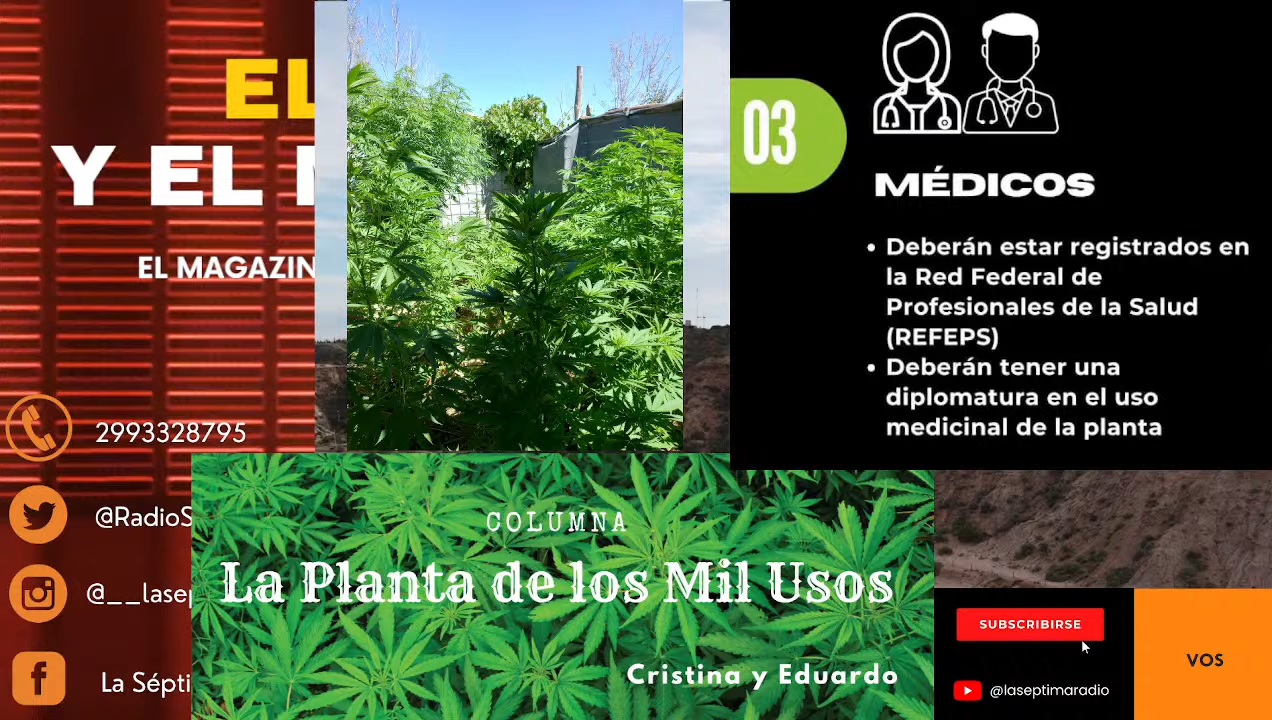 EL
Y EL
EL MAGAZIN
2993328795
@RadioS
@__lasep
La Sépti
03
MÉDICOS
• Deberán estar registrados en
la Red Federal de
Profesionales de la Salud
(REFEPS)
• Deberán tener una
diplomatura en el uso
medicinal de la planta
COLUMNA
La Planta de los Mil Usos
Cristina y Eduardo
SUBSCRIBIRSE
@laseptimaradio
VOS